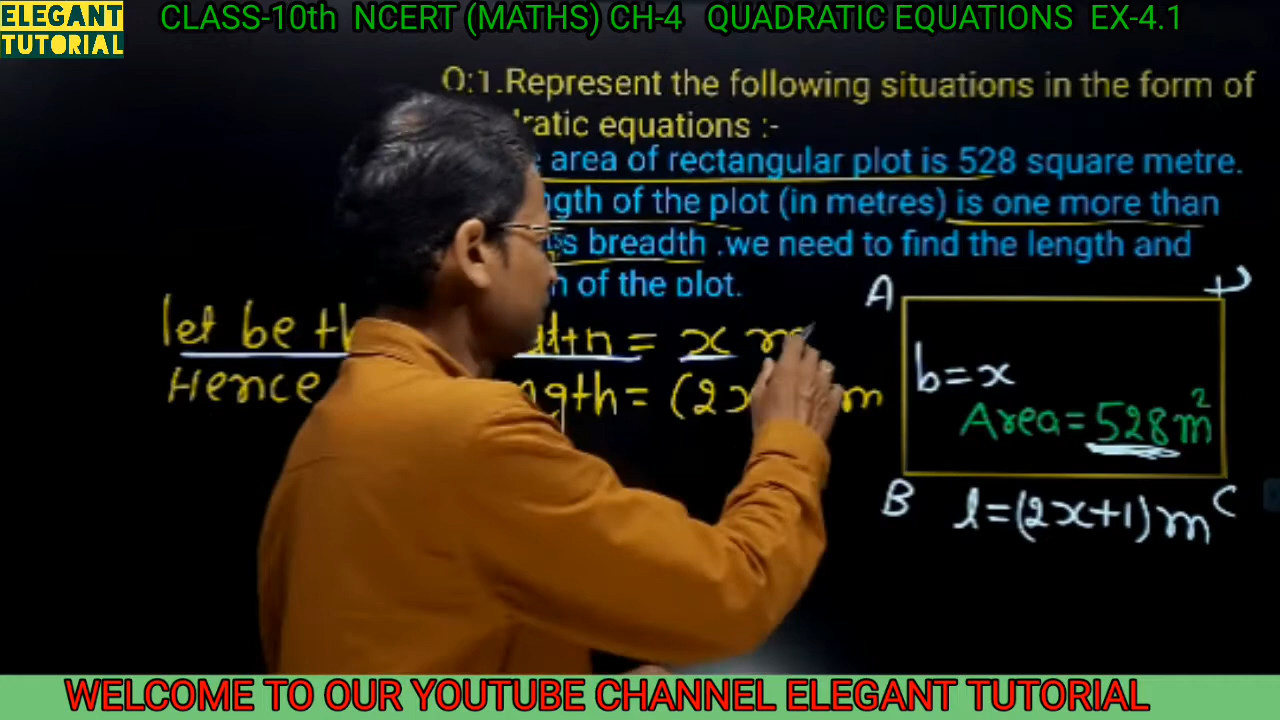 ELEGANT
TUTORIAL
CLASS-10th NCERT (MATHS) CH-4 QUADRATIC EQUATIONS EX-4.1
Q:1.Represent the following situations in the form of
equations :-
area of rectangular plot is 528 square metre.
of the plot (in metres) is one more than
breadth .we need to find the length and
of the plot.
let be = x m
Hence = (2x m
A
b=x
Area=528m²
B C
l=(2x+1)m
WELCOME TO OUR YOUTUBE CHANNEL ELEGANT TUTORIAL